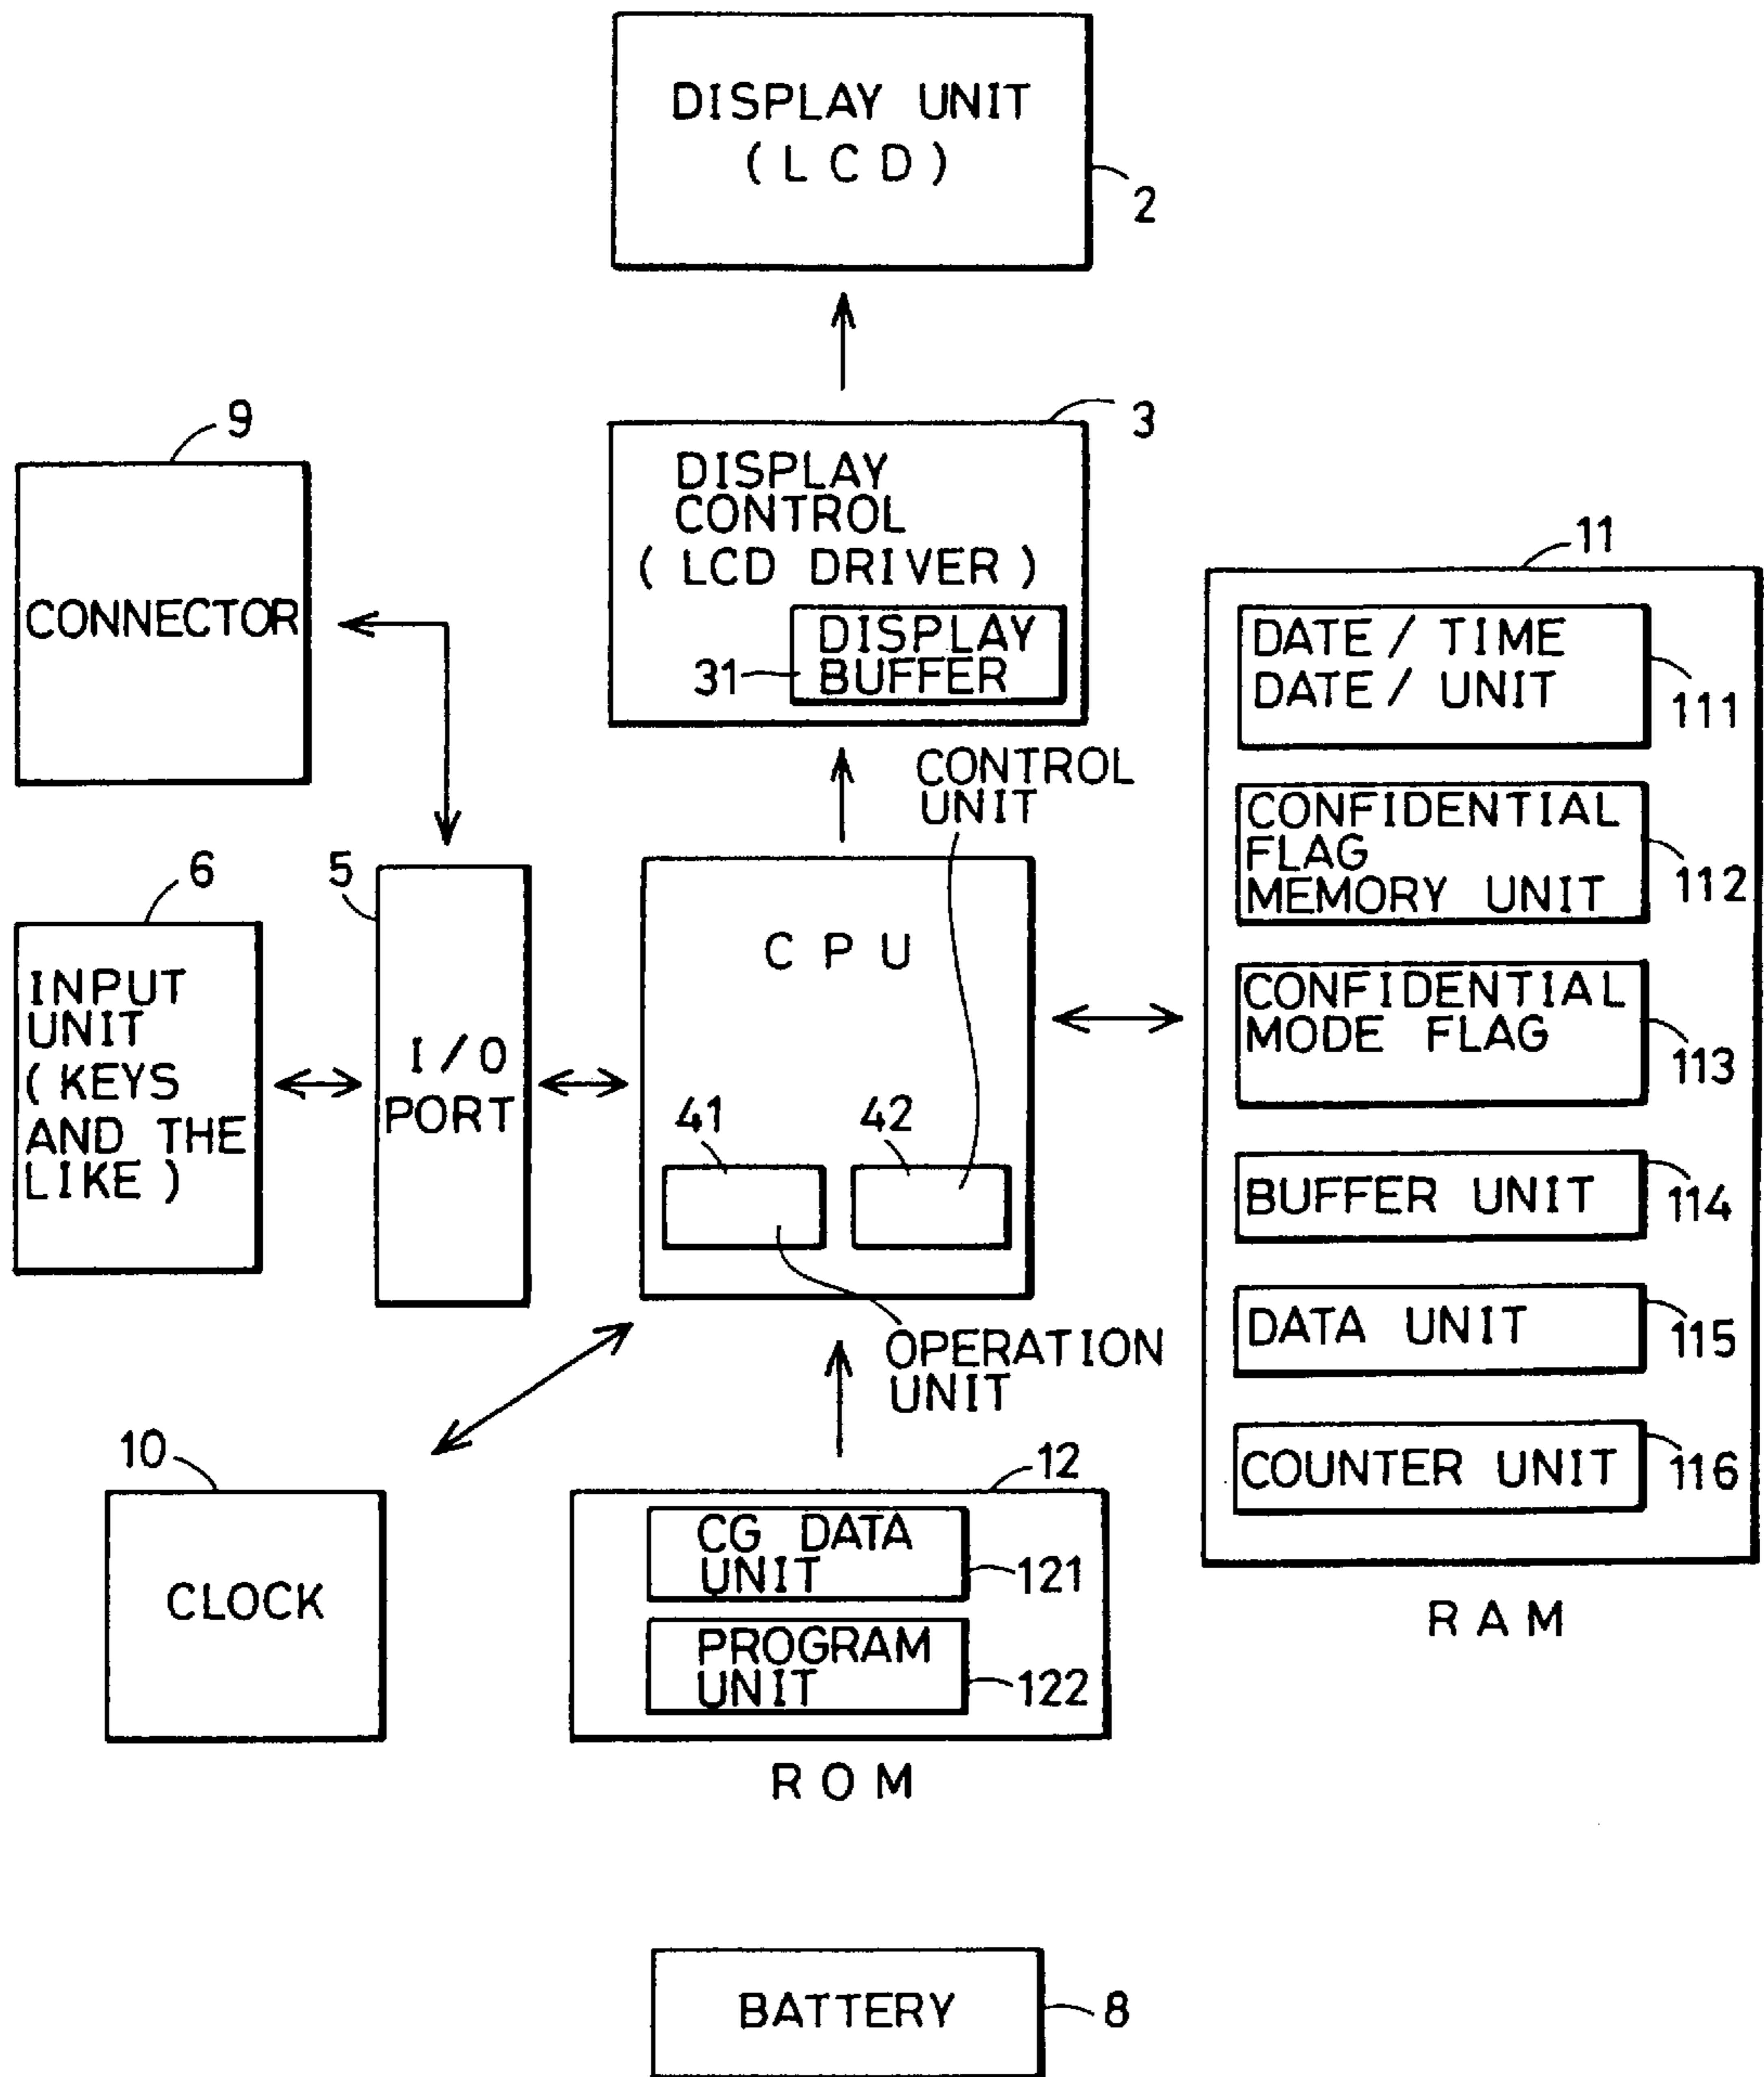 DISPLAY UNIT
(LCD)
2
3
DISPLAY
CONTROL
(LCD DRIVER)
DISPLAY
BUFFER
31
9
CONNECTOR
11
DATE / TIME
DATE / UNIT
111
CONFIDENTIAL
FLAG
MEMORY UNIT
112
CONFIDENTIAL
MODE FLAG
113
BUFFER UNIT
114
DATA UNIT
115
COUNTER UNIT
116
RAM
CONTROL
UNIT
6
INPUT
UNIT
(KEYS
AND THE
LIKE)
5
I/O
PORT
CPU
41
42
OPERATION
UNIT
10
CLOCK
12
CG DATA
UNIT
121
PROGRAM
UNIT
122
ROM
BATTERY
8